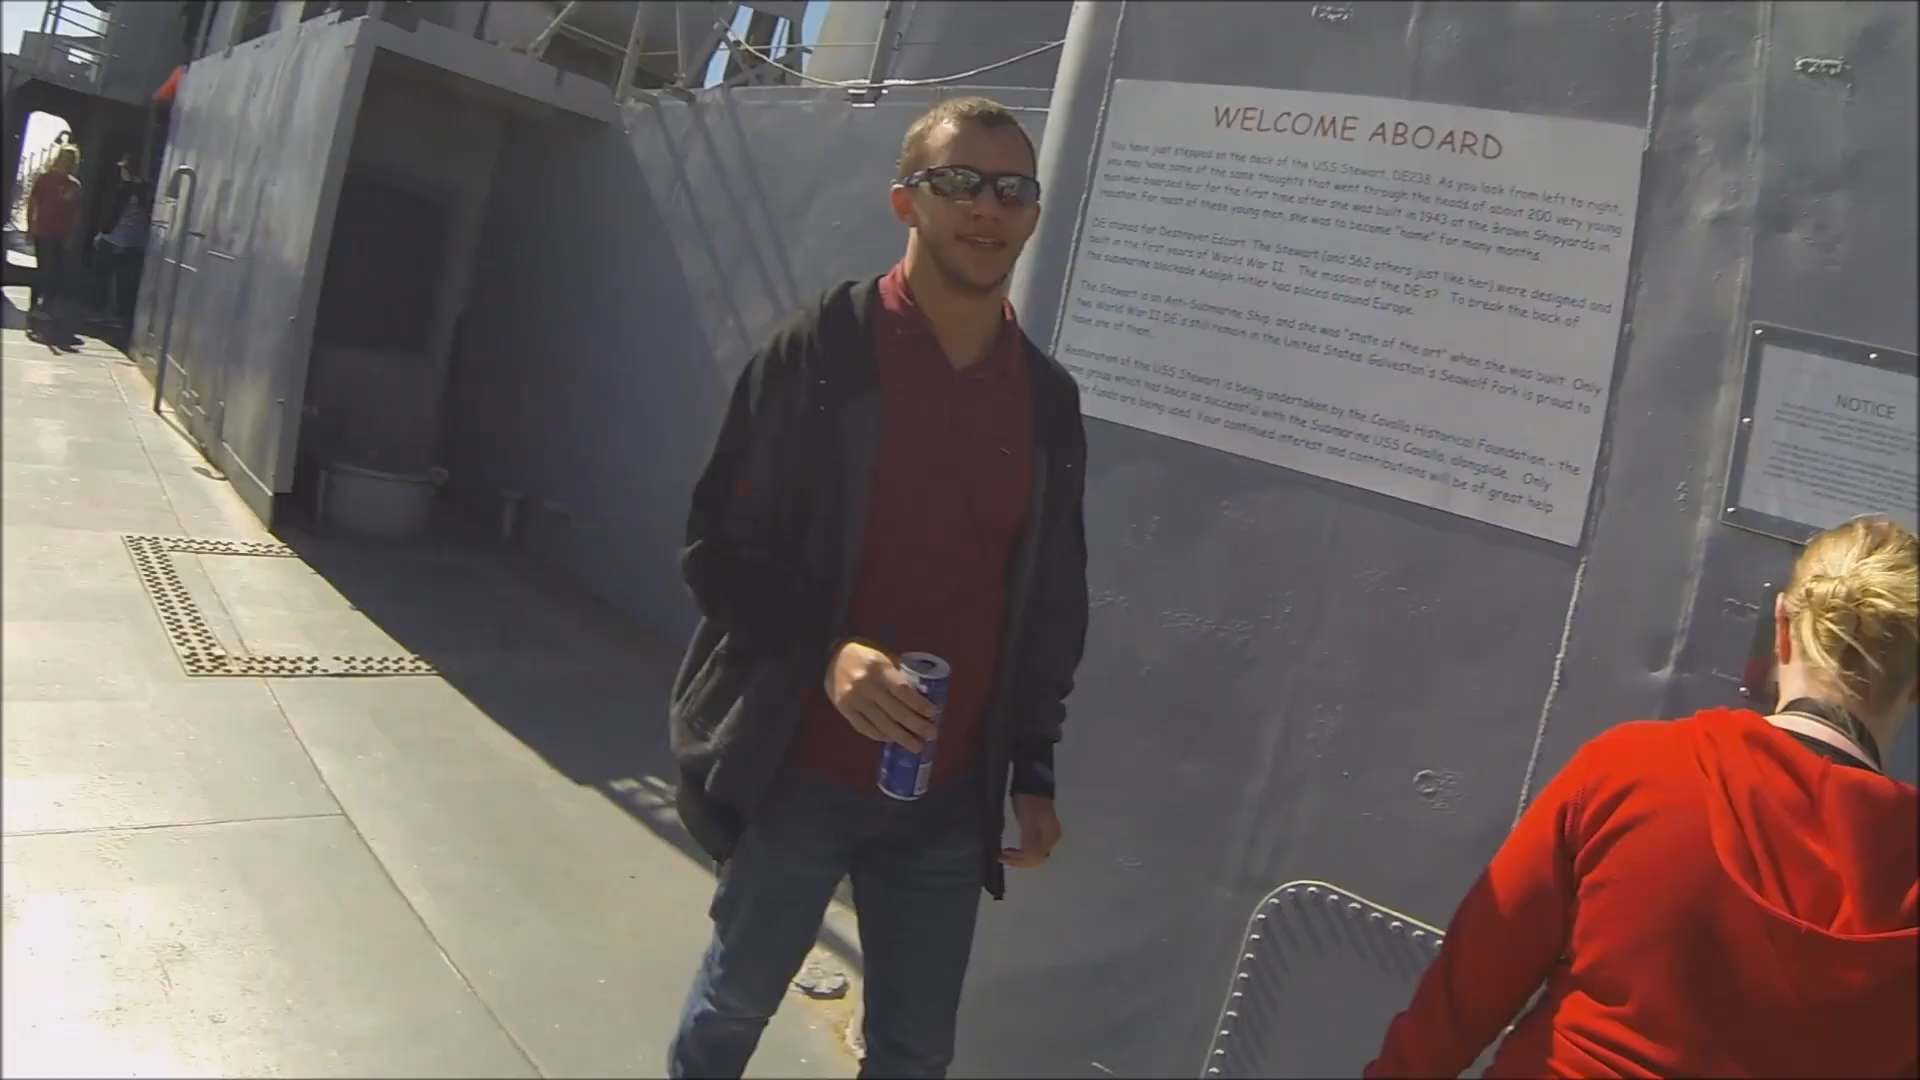 WELCOME ABOARD
You have just stepped on the deck of the USS Stewart, DE238. As you look from left to right,
you may have some of the same thoughts that went through the heads of about 200 very young
men who boarded her for the first time after she was built in 1943 at the Brown Shipyards in
Houston. For most of these young men, she was to become "home" for many months.
DE stands for Destroyer Escort. The Stewart (and 562 others just like her) were designed and
built in the first years of World War II. The mission of the DE's? To break the back of
the submarine blockade Adolph Hitler had placed around Europe.
The Stewart is an Anti-Submarine Ship, and she was "state of the art" when she was built. Only
two World War II DE's still remain in the United States. Galveston's Seawolf Park is proud to
have one of them.
Restoration of the USS Stewart is being undertaken by the Cavalla Historical Foundation - the
same group which has been so successful with the Submarine USS Cavalla, alongside. Only
funds are being used. Your continued interest and contributions will be of great help
NOTICE